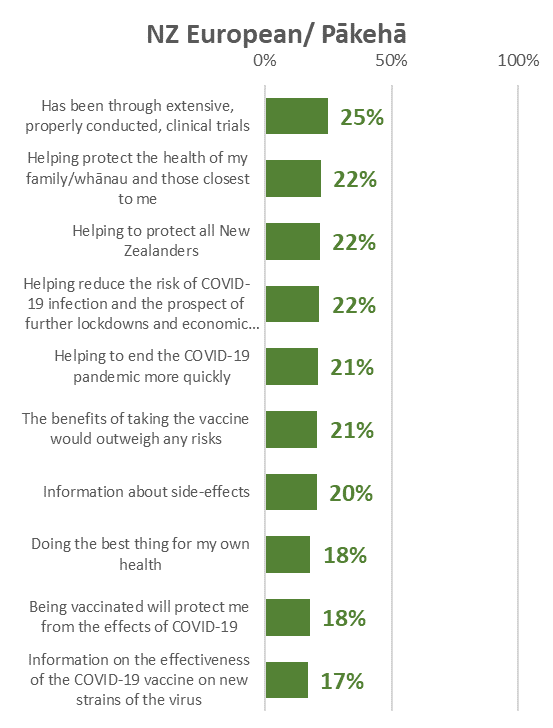 NZ European/ Pākehā
0%
50%
100%
Has been through extensive,
properly conducted, clinical trials
25%
Helping protect the health of my
family/whānau and those closest
to me
22%
Helping to protect all New
Zealanders
22%
Helping reduce the risk of COVID-
19 infection and the prospect of
further lockdowns and economic...
22%
Helping to end the COVID-19
pandemic more quickly
21%
The benefits of taking the vaccine
would outweigh any risks
21%
Information about side-effects
20%
Doing the best thing for my own
health
18%
Being vaccinated will protect me
from the effects of COVID-19
18%
Information on the effectiveness
of the COVID-19 vaccine on new
strains of the virus
17%